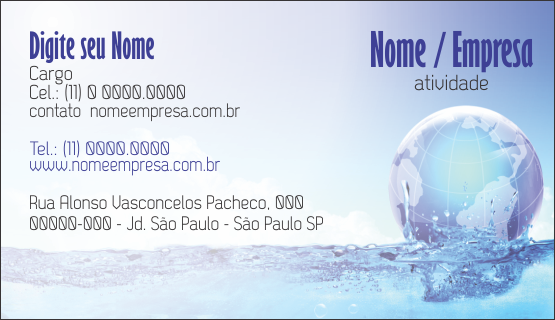 Digite seu Nome
Cargo
Cel.: (11) 0 0000.0000
contato nomeempresa.com.br
Tel.: (11) 0000.0000
www.nomeempresa.com.br
Rua Alonso Vasconcelos Pacheco, 000
00000-000 - Jd. São Paulo - São Paulo SP
Nome / Empresa
atividade